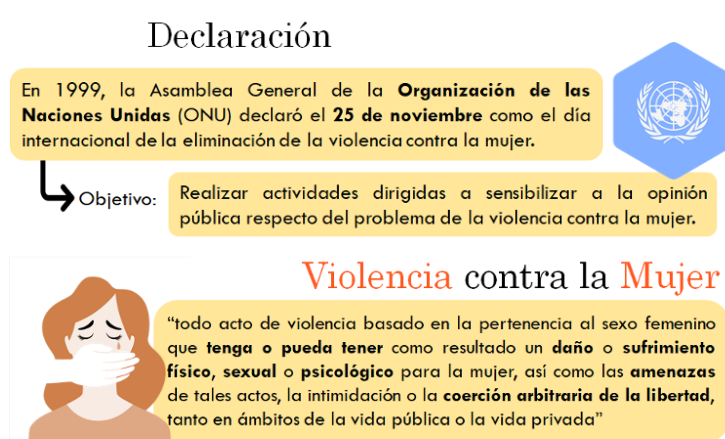 Declaración
En 1999, la Asamblea General de la Organización de las
Naciones Unidas (ONU) declaró el 25 de noviembre como el día
internacional de la eliminación de la violencia contra la mujer.
Objetivo:
Realizar actividades dirigidas a sensibilizar a la opinión
pública respecto del problema de la violencia contra la mujer.
Violencia contra la Mujer
“todo acto de violencia basado en la pertenencia al sexo femenino
que tenga o pueda tener como resultado un daño o sufrimiento
físico, sexual o psicológico para la mujer, así como las amenazas
de tales actos, la intimidación o la coerción arbitraria de la libertad,
tanto en ámbitos de la vida pública o la vida privada”